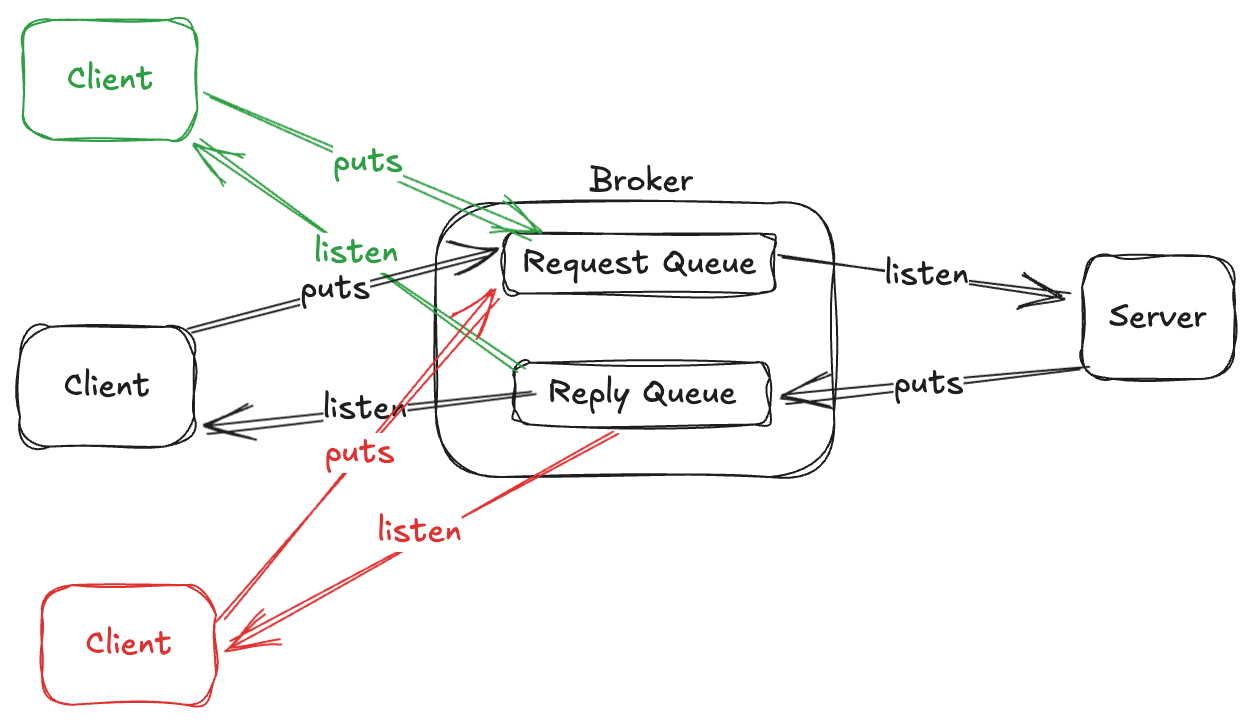 Client
puts
Broker
listen
Request Queue
puts
listen
Server
Client
Reply Queue
puts
listen
puts
listen
Client